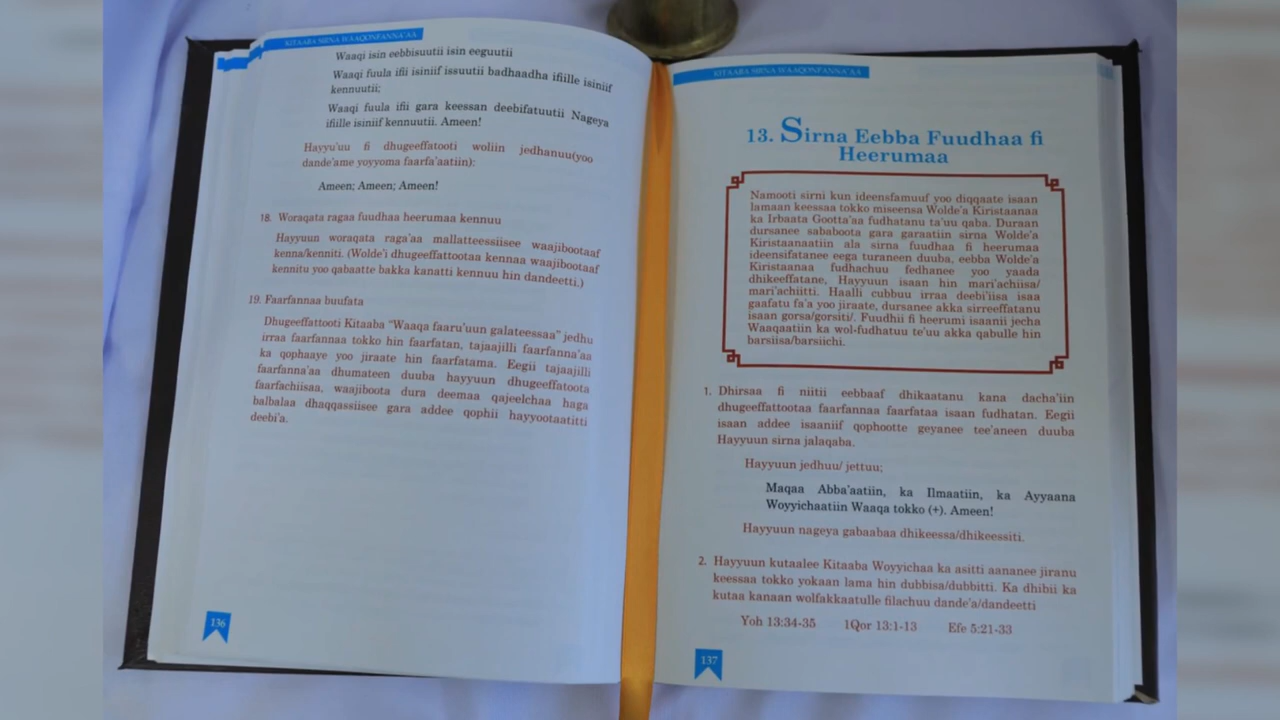 KITAABA SIRNA WAAQONFANNA'AA
Waaqi isin eebbisuutii isin eeguutii
Waaqi fuula ifii isiniif issuutii badhaadha ifiille isiniif
kennuutii;
Waaqi fuula ifii gara keessan deebifatuutii Nageya
ifiille isiniif kennuutii. Ameen!
Hayyu'uu fi dhugeeffatooti woliin jedhanuu(yoo
dande'ame yoyyoma faarfa'aatiin):
Ameen; Ameen; Ameen!
18. Woraqata ragaa fuudhaa heerumaa kennuu
Hayyuun woraqata raga'aa mallatteessiisee waajibootaaf
kenna/kenniti. (Wolde'i dhugeeffattootaa kennaa waajibootaaf
kennitu yoo qabaatte bakka kanatti kennuu hin dandeetti.)
19. Faarfannaa buufata
Dhugeeffattooti Kitaaba "Waaqa faaru'uun galateessaa" jedhu
irraa faarfannaa tokko hin faarfatan, tajaajilli faarfanna'aa
ka qophaaye yoo jiraate hin faarfatama. Eegii tajaajilli
faarfanna'aa dhumateen duuba hayyuun dhugeeffatoota
faarfachiisaa, waajiboota dura deemaa qajeelchaa haga
balbalaa dhaqqassiisee gara addee qophii hayyootaatitti
deebi'a.
136
KITAABA SIRNA WAAQONFANNA'AA
13. Sirna Eebba Fuudhaa fi
Heerumaa
Namooti sirni kun ideensfamuuf yoo diqqaate isaan
lamaan keessaa tokko miseensa Wolde'a Kiristaanaa
ka Irbaata Gootta'aa fudhatanu ta'uu qaba. Duraan
dursanee sababoota gara garaatiin sirna Wolde'a
Kiristaanaatiin ala sirna fuudhaa fi heerumaa
ideensifatanee eega turaneen duuba, eebba Wolde'a
Kiristaanaa fudhachuu fedhanee yoo yaada
dhikeeffatane, Hayyuun isaan hin mari'achiisa/
mari'achiitti. Haalli cubbuu irraa deebi'iisa isaa
gaafatu fa'a yoo jiraate, dursanee akka sirreeffatanu
isaan gorsa/gorsiti/. Fuudhii fi heerumi isaanii jecha
Waaqaatiin ka wol-fudhatuu te'uu akka qabulle hin
barsiisa/barsiichi.
1. Dhirsaa fi niitii eebbaaf dhikaatanu kana dacha'iin
dhugeeffattootaa faarfannaa faarfataa isaan fudhatan. Eegii
isaan addee isaaniif qophootte geyanee tee'aneen duuba
Hayyuun sirna jalaqaba.
Hayyuun jedhuu/ jettuu;
Maqaa Abba'aatiin, ka Ilmaatiin, ka Ayyaana
Woyyichaatiin Waaqa tokko (+). Ameen!
Hayyuun nageya gabaabaa dhikeessa/dhikeessiti.
2. Hayyuun kutaalee Kitaaba Woyyichaa ka asitti aananee jiranu
keessaa tokko yokaan lama hin dubbisa/dubbitti. Ka dhibii ka
kutaa kanaan wolfakkaatulle filachuu dande'a/dandeetti
Yoh 13:34-35 1Qor 13:1-13 Efe 5:21-33
137